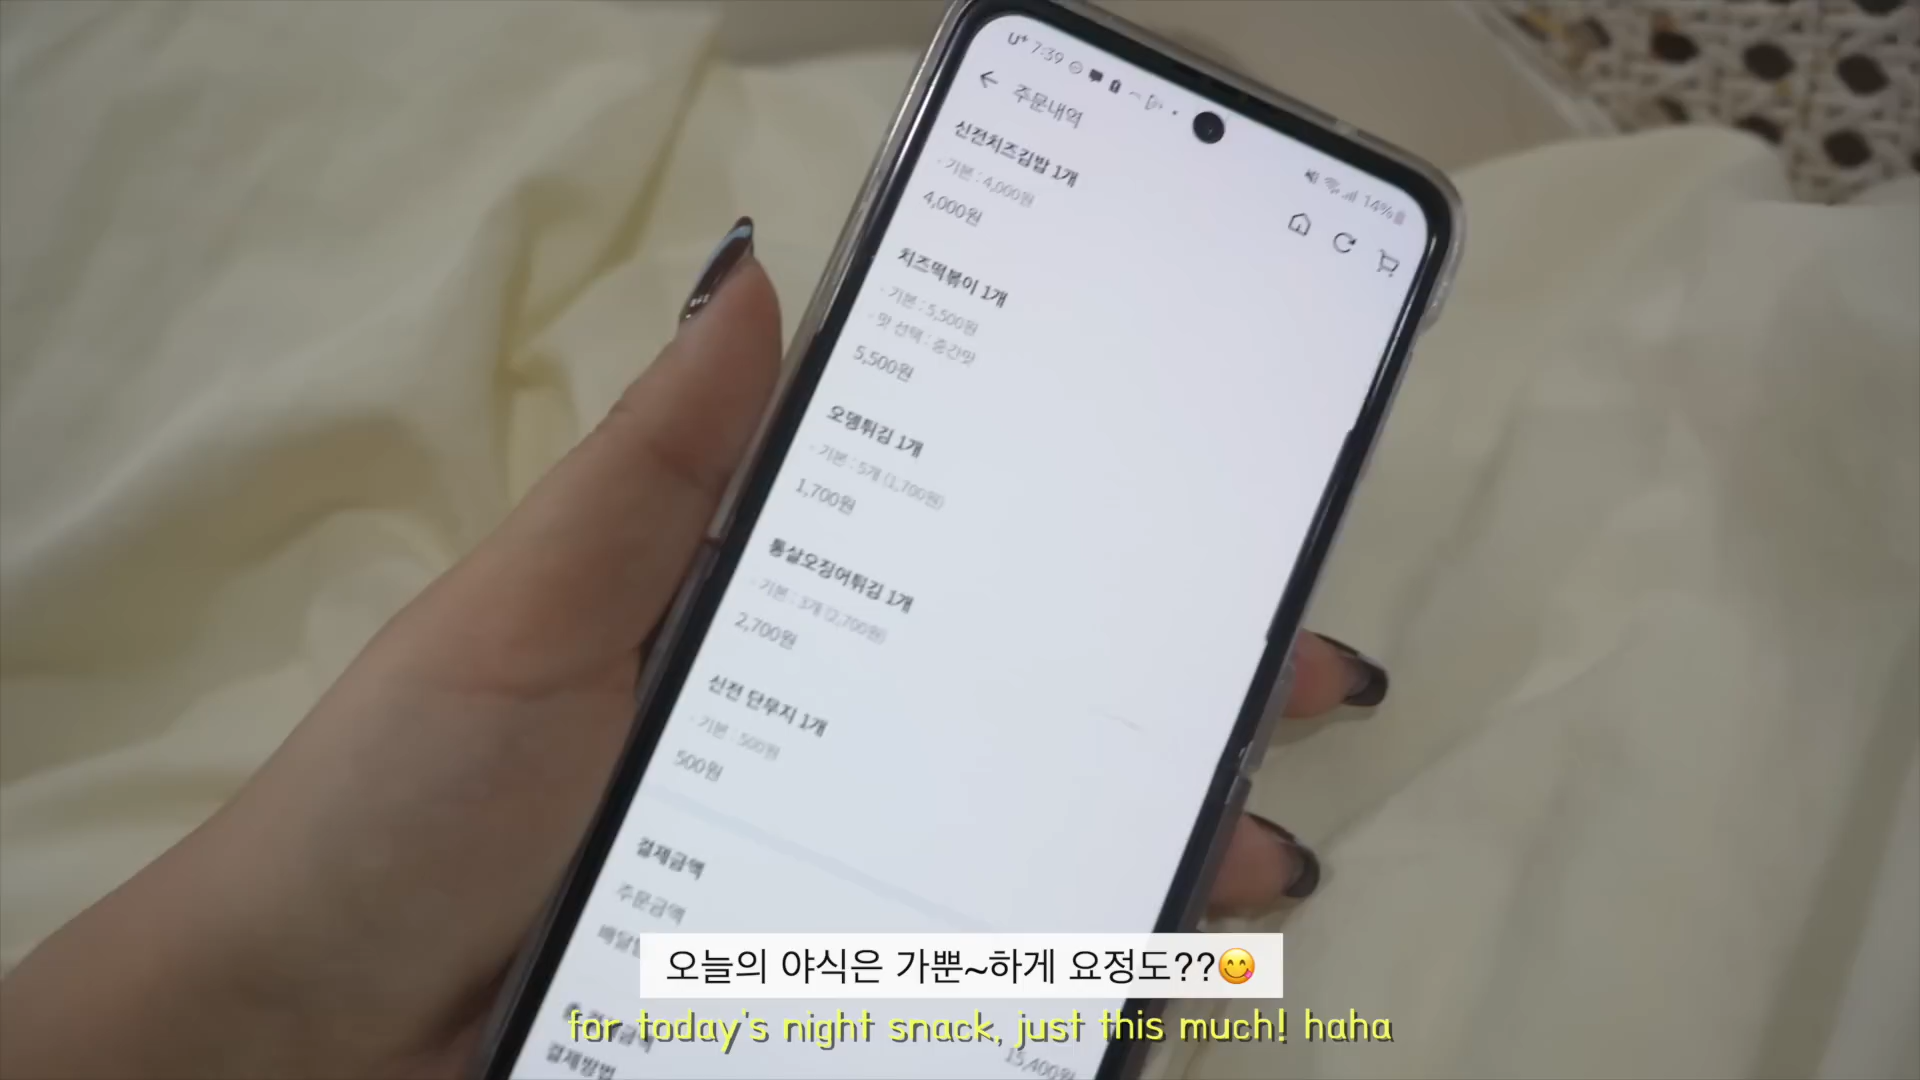 U+ 7:39
14%
주문내역
신전치즈김밥 1개
· 기본 : 4,000원
4,000원
치즈떡볶이 1개
· 기본 : 5,500원
· 맛 선택 : 중간맛
5,500원
오뎅튀김 1개
· 기본 : 5개 (1,700원)
1,700원
통살오징어튀김 1개
· 기본 : 3개 (2,700원)
2,700원
신전 단무지 1개
· 기본 : 500원
500원
결제금액
주문금액
오늘의 야식은 가뿐~하게 요정도??😋
for today's night snack, just this much! haha
15,400원
결제방법